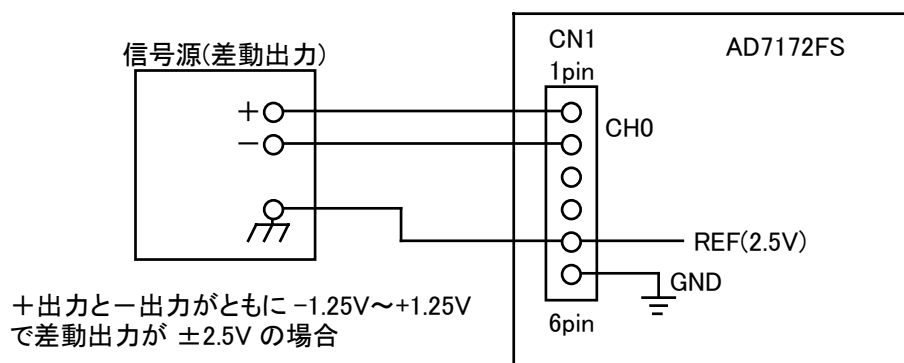 信号源(差動出力)
CN1
1pin
AD7172FS
＋
－
CH0
REF(2.5V)
GND
6pin
＋出力と－出力がともに -1.25V～+1.25V
で差動出力が ±2.5V の場合